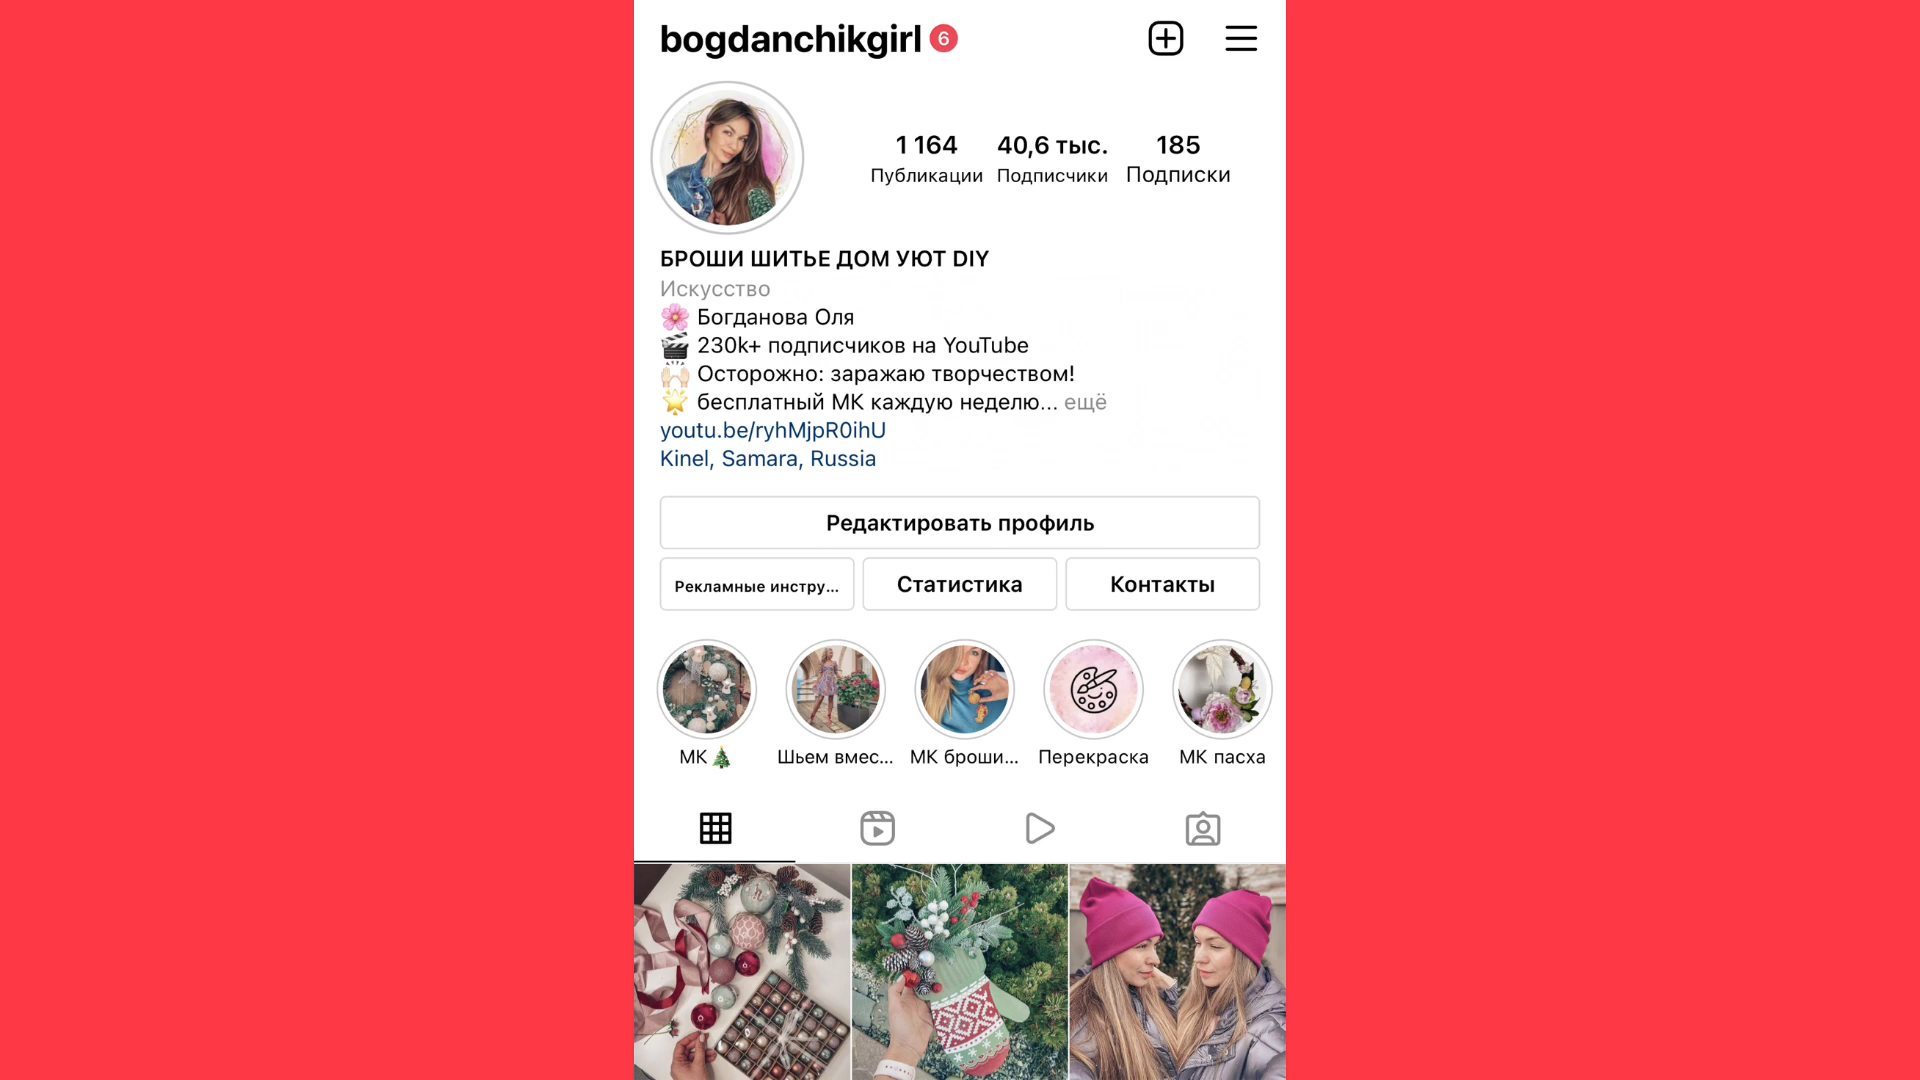 bogdanchikgirl 6
1 164 40,6 тыс. 185
Публикации Подписчики Подписки
БРОШИ ШИТЬЕ ДОМ УЮТ DIY
Искусство
🌸 Богданова Оля
🎬 230k+ подписчиков на YouTube
🙌🏻 Осторожно: заражаю творчеством!
🌟 бесплатный МК каждую неделю... ещё
youtu.be/ryhMjpR0ihU
Kinel, Samara, Russia
Редактировать профиль
Рекламные инстру... Статистика Контакты
МК🎄 Шьем вмес... МК броши... Перекраска МК пасха